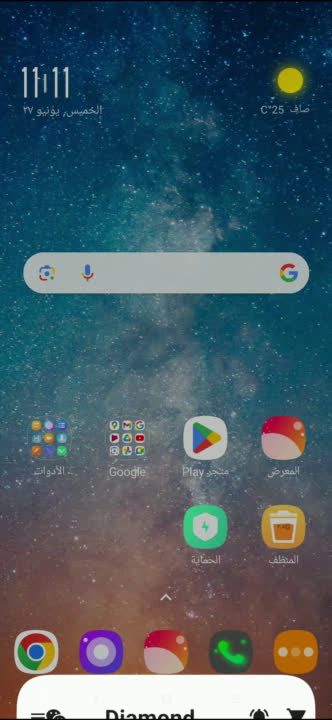 11:11
الخميس, يونيو ٢٧
صافٍ 25°C
الأدوات
Google
متجر Play
المعرض
الحماية
المنظف
Diamond